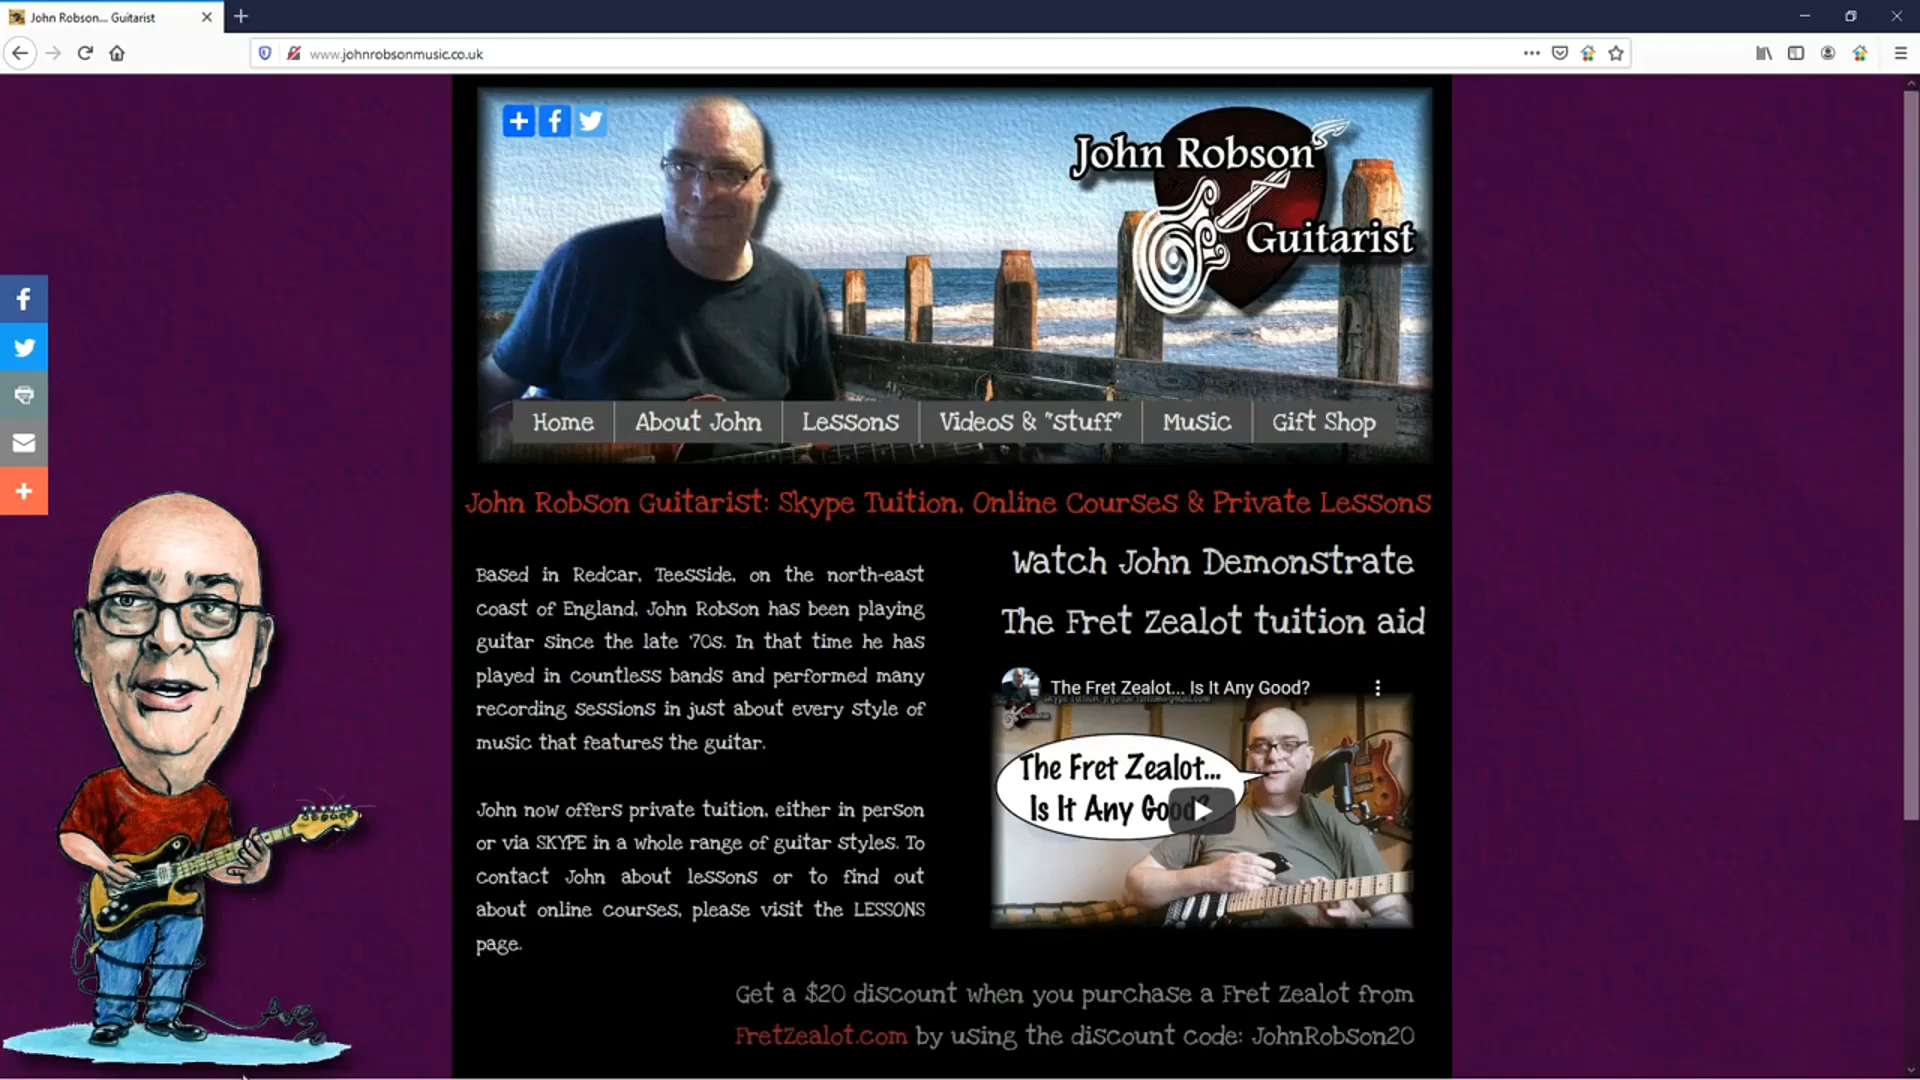 John Robson... Guitarist
www.johnrobsonmusic.co.uk
John Robson's
Guitarist
Home
About John
Lessons
Videos & "stuff"
Music
Gift Shop
John Robson Guitarist: Skype Tuition, Online Courses & Private Lessons
Based in Redcar, Teesside, on the north-east
coast of England, John Robson has been playing
guitar since the late '70s. In that time he has
played in countless bands and performed many
recording sessions in just about every style of
music that features the guitar.
John now offers private tuition, either in person
or via SKYPE in a whole range of guitar styles. To
contact John about lessons or to find out
about online courses, please visit the LESSONS
page.
Watch John Demonstrate
The Fret Zealot tuition aid
The Fret Zealot... Is It Any Good?
The Fret Zealot...
Is It Any Good?
Get a $20 discount when you purchase a Fret Zealot from
FretZealot.com by using the discount code: JohnRobson20